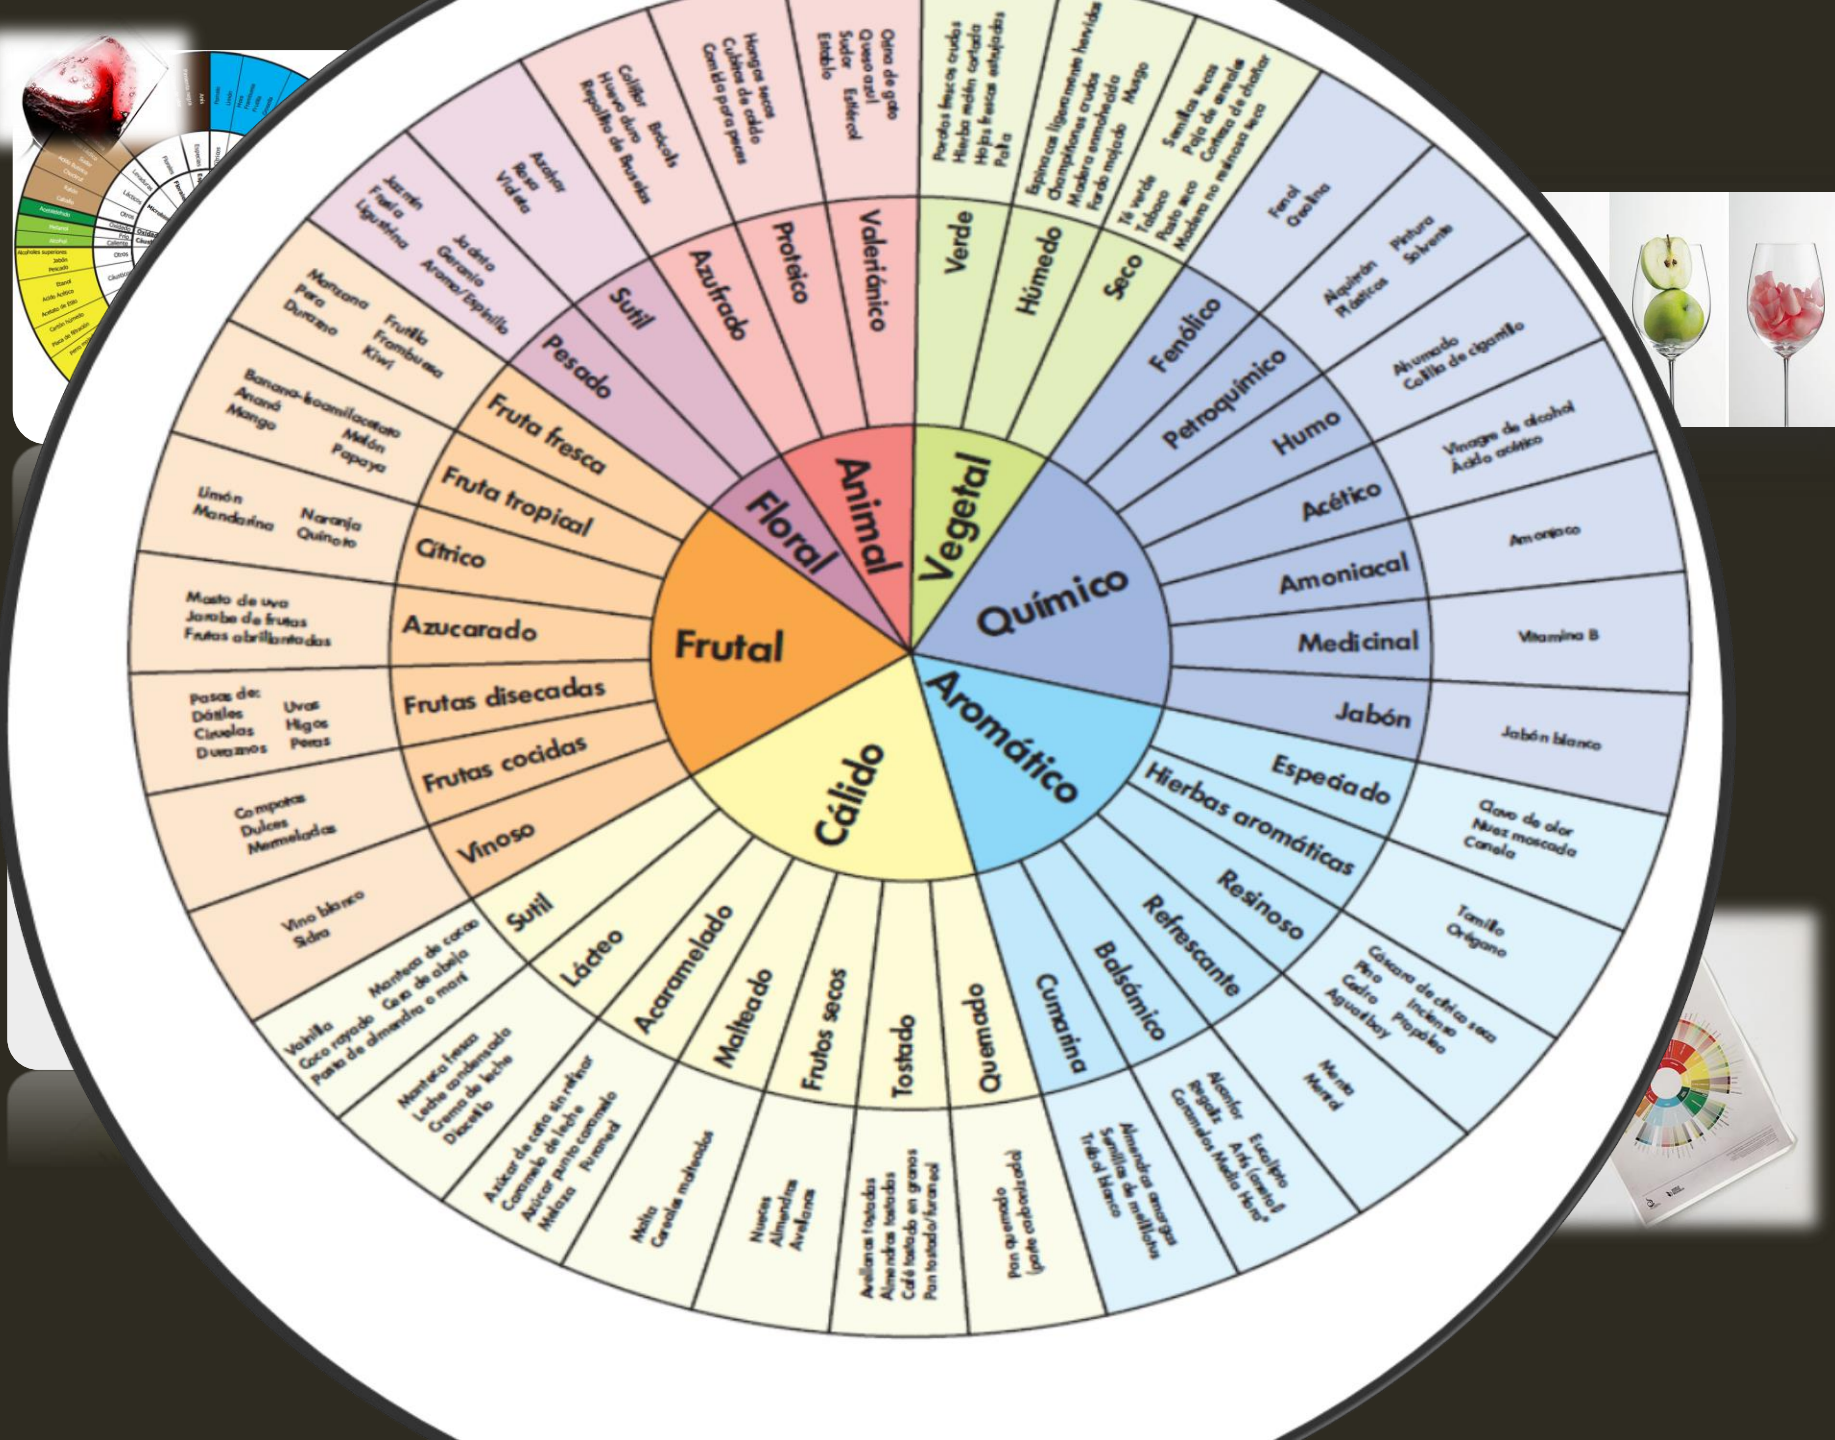 Frutal
Floral
Animal
Vegetal
Químico
Aromático
Cálido
Fruta fresca
Manzana
Pera
Durazno
Frutilla
Frambuesa
Kiwi
Fruta tropical
Banana-Isoamilacetato
Ananá
Mango
Melón
Papaya
Cítrico
Limón
Mandarina
Naranja
Quinoto
Azucarado
Mosto de uva
Jarabe de frutas
Frutas abrillantadas
Frutas disecadas
Pasas de:
Dátiles
Ciruelas
Duraznos
Uvas
Higos
Peras
Frutas cocidas
Compotas
Dulces
Mermeladas
Vinoso
Vino blanco
Sidra
Pesado
Jazmín
Fresia
Ligustrina
Jacinto
Geranio
Aromo/Espinillo
Sutil
Azahar
Rosa
Violeta
Azufrado
Coliflor
Brócoli
Huevo duro
Repollito de Bruselas
Proteico
Hongos secos
Cubitos de caldo
Comida para peces
Valeriánico
Orina de gato
Queso azul
Sudor
Estiércol
Establo
Verde
Porotos frescos crudos
Hierba recién cortada
Hojas frescas estrujadas
Palta
Húmedo
Espinacas ligeramente hervidas
Champiñones crudos
Madera enmohecida
Fardo mojado
Musgo
Seco
Semillas secas
Paja de cereales
Corteza de chañar
Té verde
Tabaco
Pasto seco
Madera no resinosa seca
Fenólico
Fenol
Creolina
Petroquímico
Alquitrán
Plásticos
Pintura
Solvente
Humo
Ahumado
Colilla de cigarrillo
Acético
Vinagre de alcohol
Ácido acético
Amoniacal
Amoníaco
Medicinal
Vitamina B
Jabón
Jabón blanco
Especiado
Clavo de olor
Nuez moscada
Canela
Hierbas aromáticas
Tomillo
Orégano
Resinoso
Cáscara de cítrico seca
Pino
Incienso
Cedro
Propóleo
Aguaribay
Refrescante
Menta
Mentol
Balsámico
Alcanfor
Eucalipto
Regaliz
Anís (anetol)
Caramelos Media Hora®
Cumarina
Almendras amargas
Semillas de melilotus
Trébol blanco
Quemado
Pan quemado
(parte carbonizada)
Tostado
Avellanas tostadas
Almendras tostadas
Café tostado en granos
Pan tostado/furaneol
Frutos secos
Nueces
Almendras
Avellanas
Malteado
Malta
Cereales malteados
Acaramelado
Azúcar de caña sin refinar
Caramelo de leche
Azúcar punto caramelo
Melaza
Furaneol
Lácteo
Manteca fresca
Leche condensada
Crema de leche
Diacetilo
Sutil
Vainilla
Manteca de cacao
Coco rayado
Cera de abeja
Pasta de almendra o maní